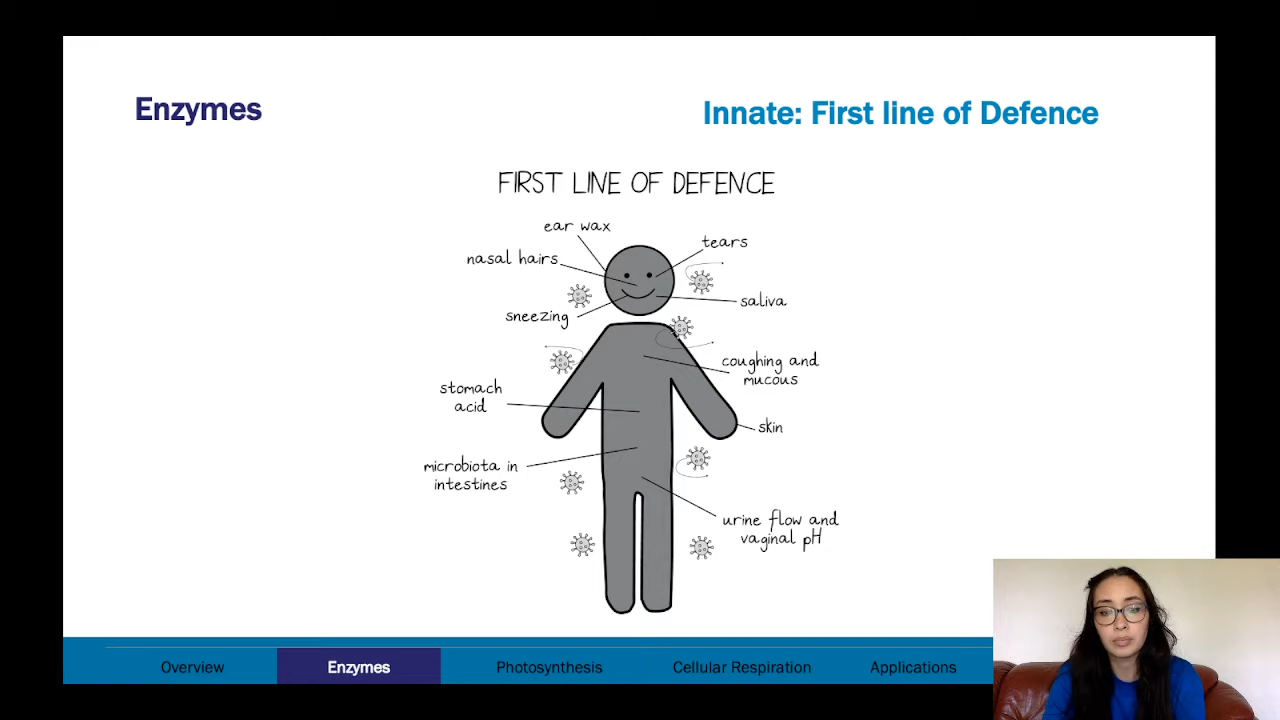 Enzymes
Innate: First line of Defence
FIRST LINE OF DEFENCE
ear wax
tears
nasal hairs
saliva
sneezing
coughing and
mucous
stomach
acid
skin
microbiota in
intestines
urine flow and
vaginal pH
Overview
Enzymes
Photosynthesis
Cellular Respiration
Applications